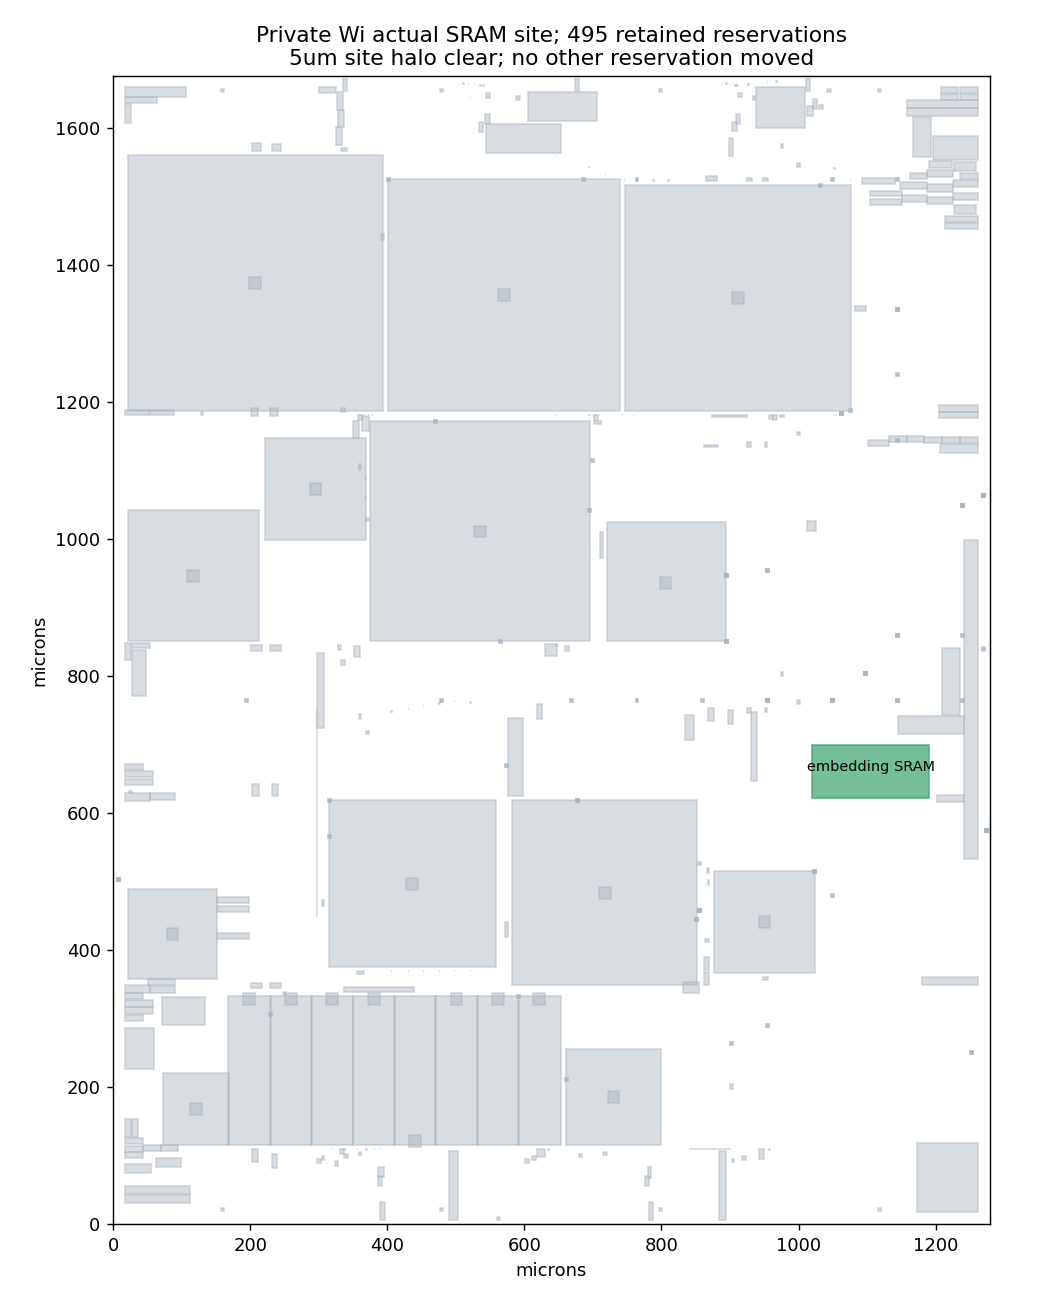 Private Wi actual SRAM site; 495 retained reservations
5um site halo clear; no other reservation moved
1600
1400
1200
1000
800
600
400
200
0
microns
embedding SRAM
0 200 400 600 800 1000 1200
microns